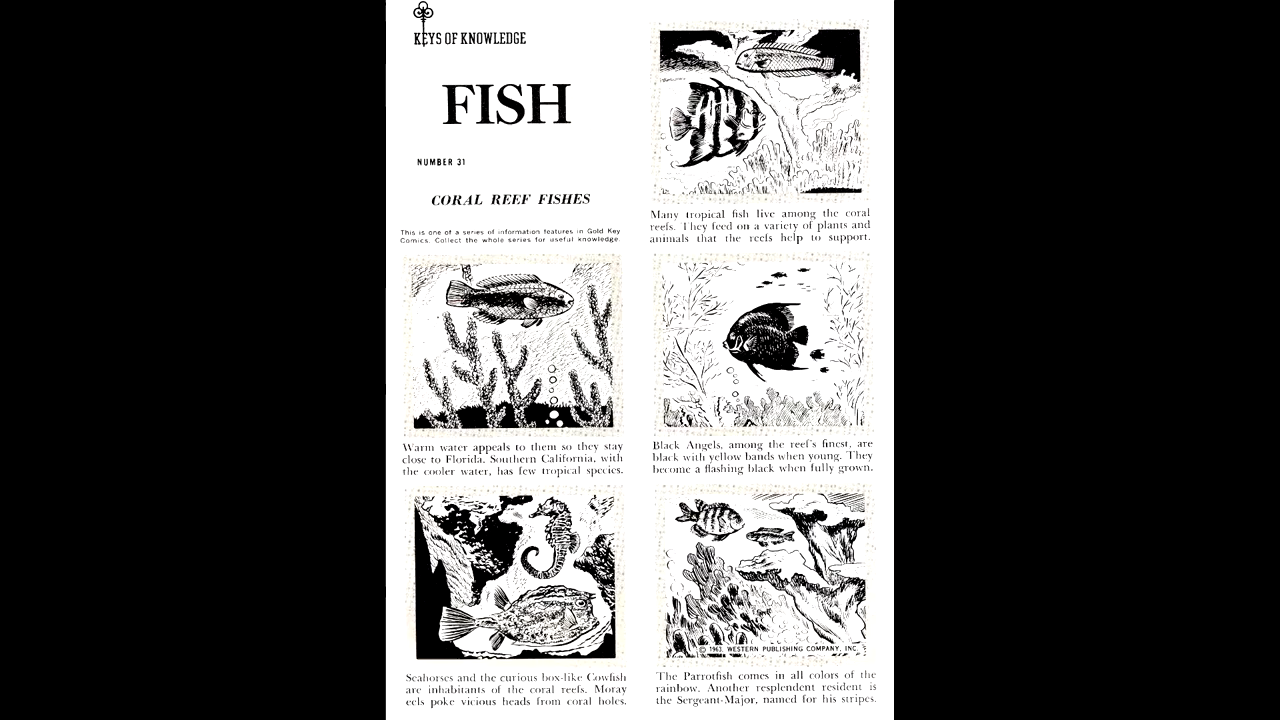 KEYS OF KNOWLEDGE
FISH
NUMBER 31
CORAL REEF FISHES
This is one of a series of information features in Gold Key
Comics. Collect the whole series for useful knowledge.
Many tropical fish live among the coral
reefs. They feed on a variety of plants and
animals that the reefs help to support.
Warm water appeals to them so they stay
close to Florida. Southern California, with
the cooler water, has few tropical species.
Black Angels, among the reef's finest, are
black with yellow bands when young. They
become a flashing black when fully grown.
Seahorses and the curious box-like Cowfish
are inhabitants of the coral reefs. Moray
eels poke vicious heads from coral holes.
© 1963, WESTERN PUBLISHING COMPANY, INC.
The Parrotfish comes in all colors of the
rainbow. Another resplendent resident is
the Sergeant-Major, named for his stripes.